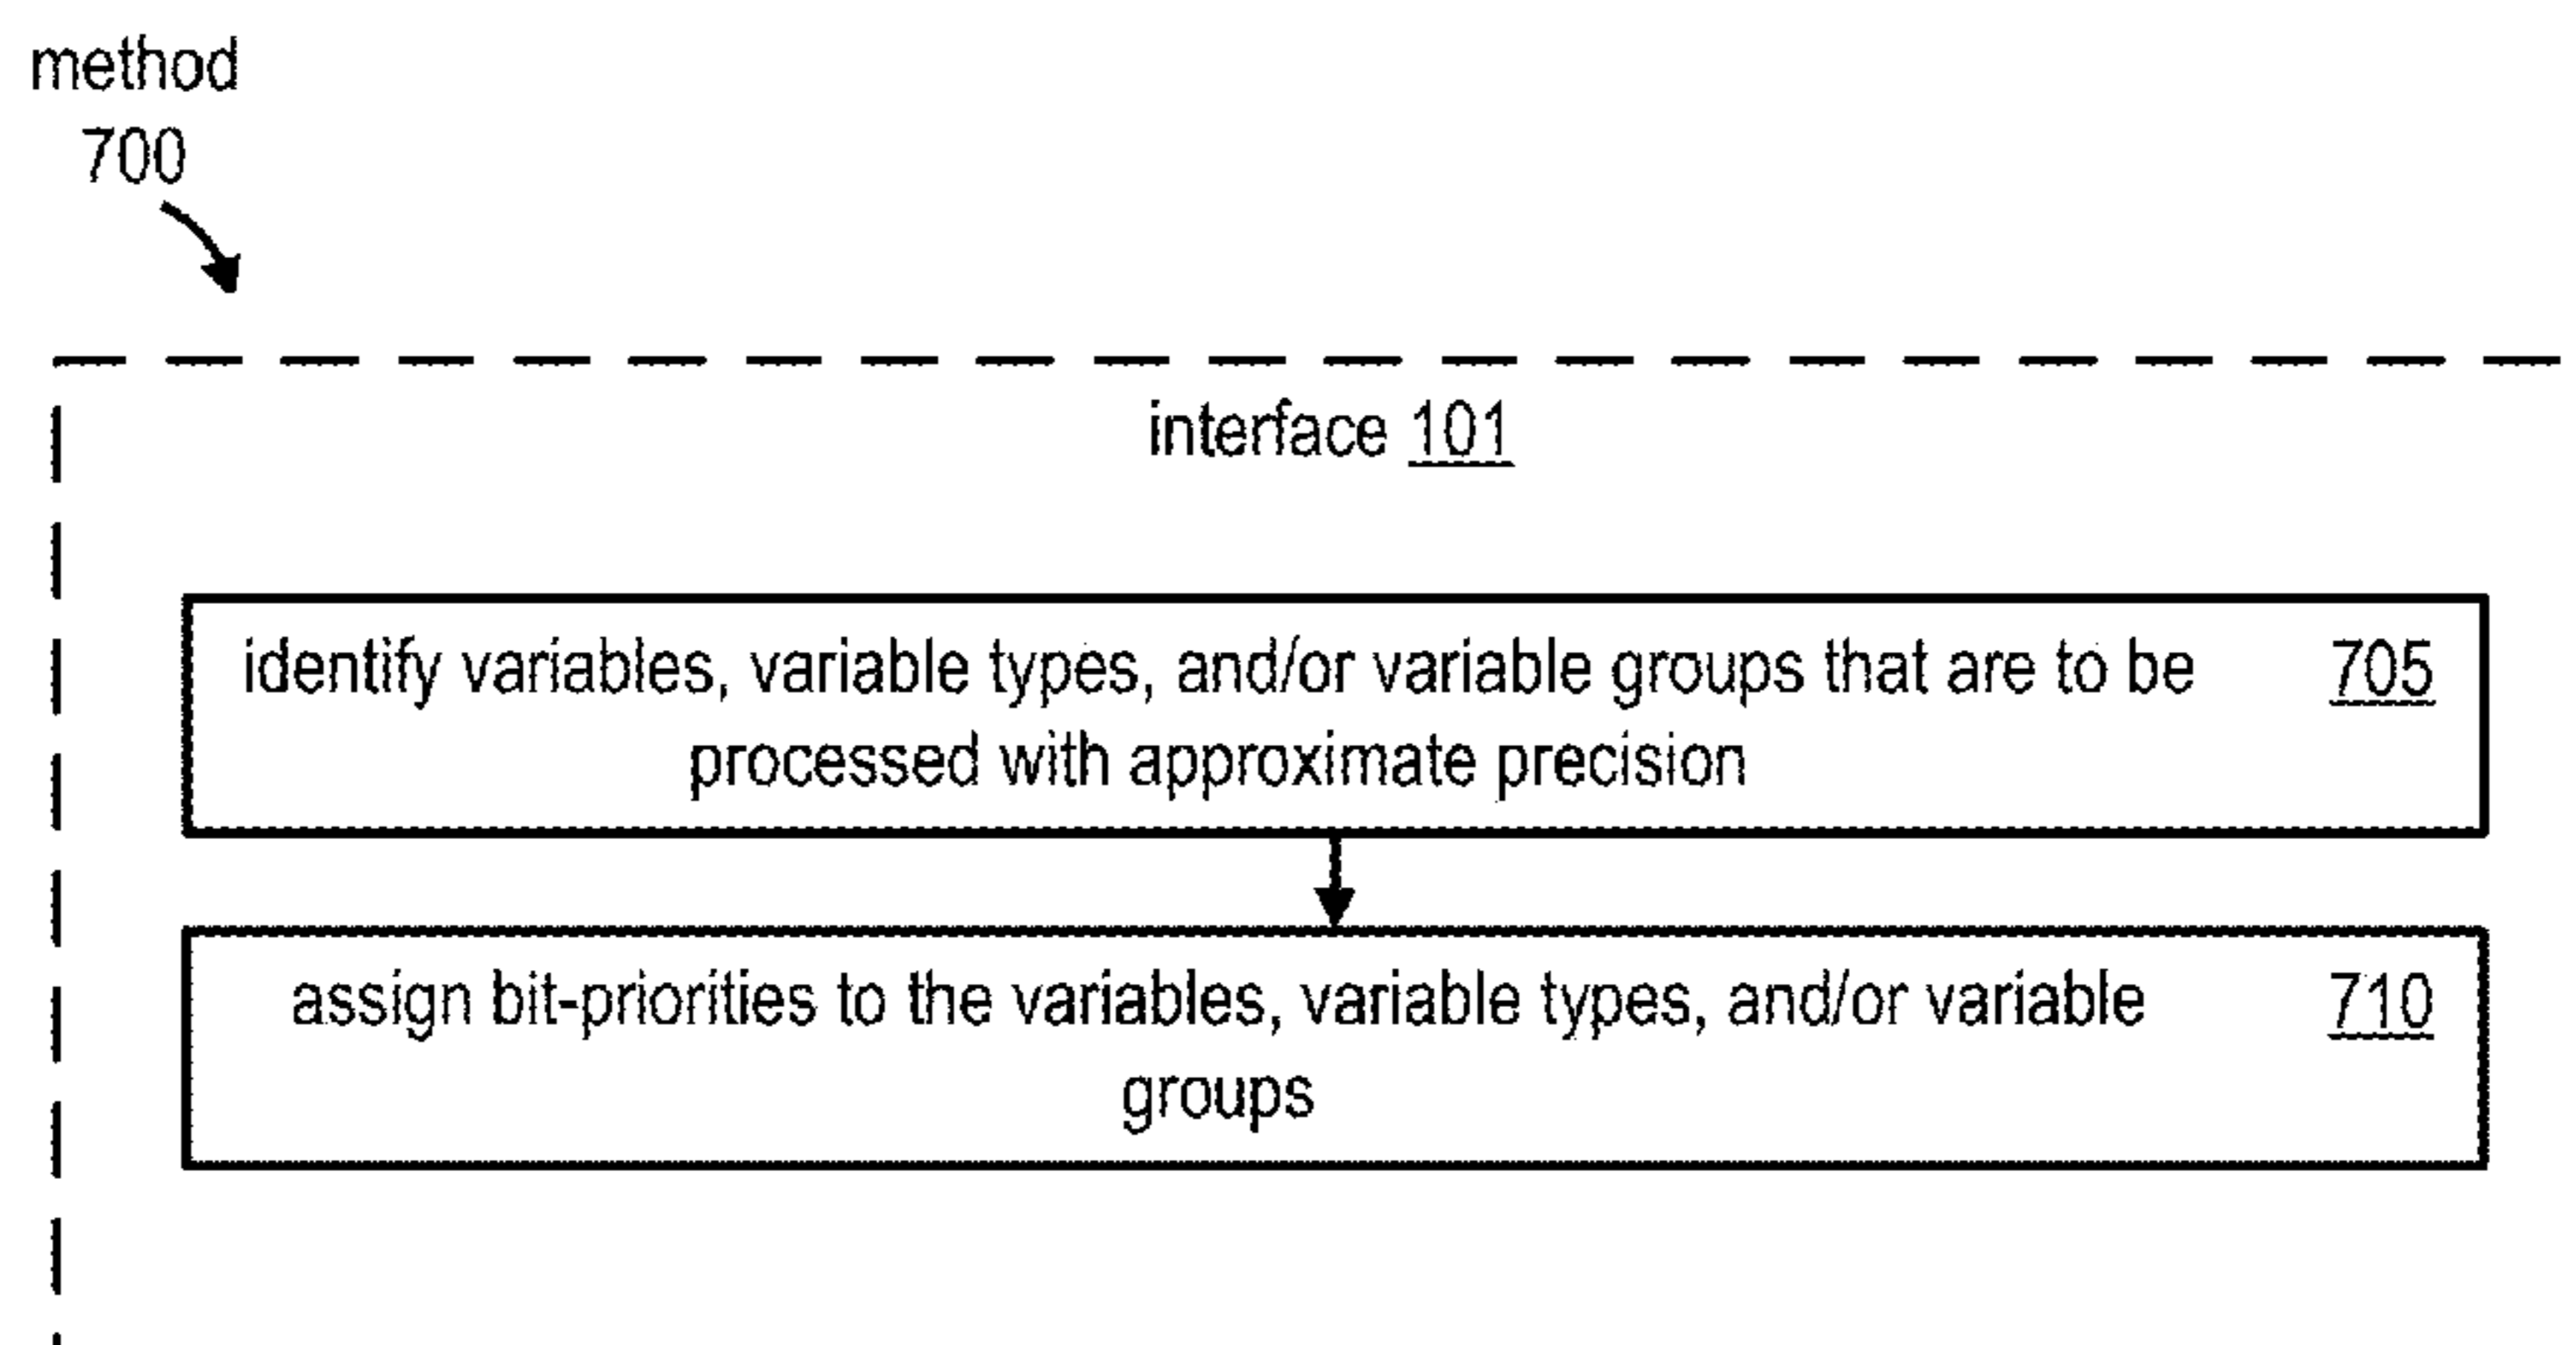 method
700
interface 101
identify variables, variable types, and/or variable groups that are to be 705
processed with approximate precision
assign bit-priorities to the variables, variable types, and/or variable 710
groups